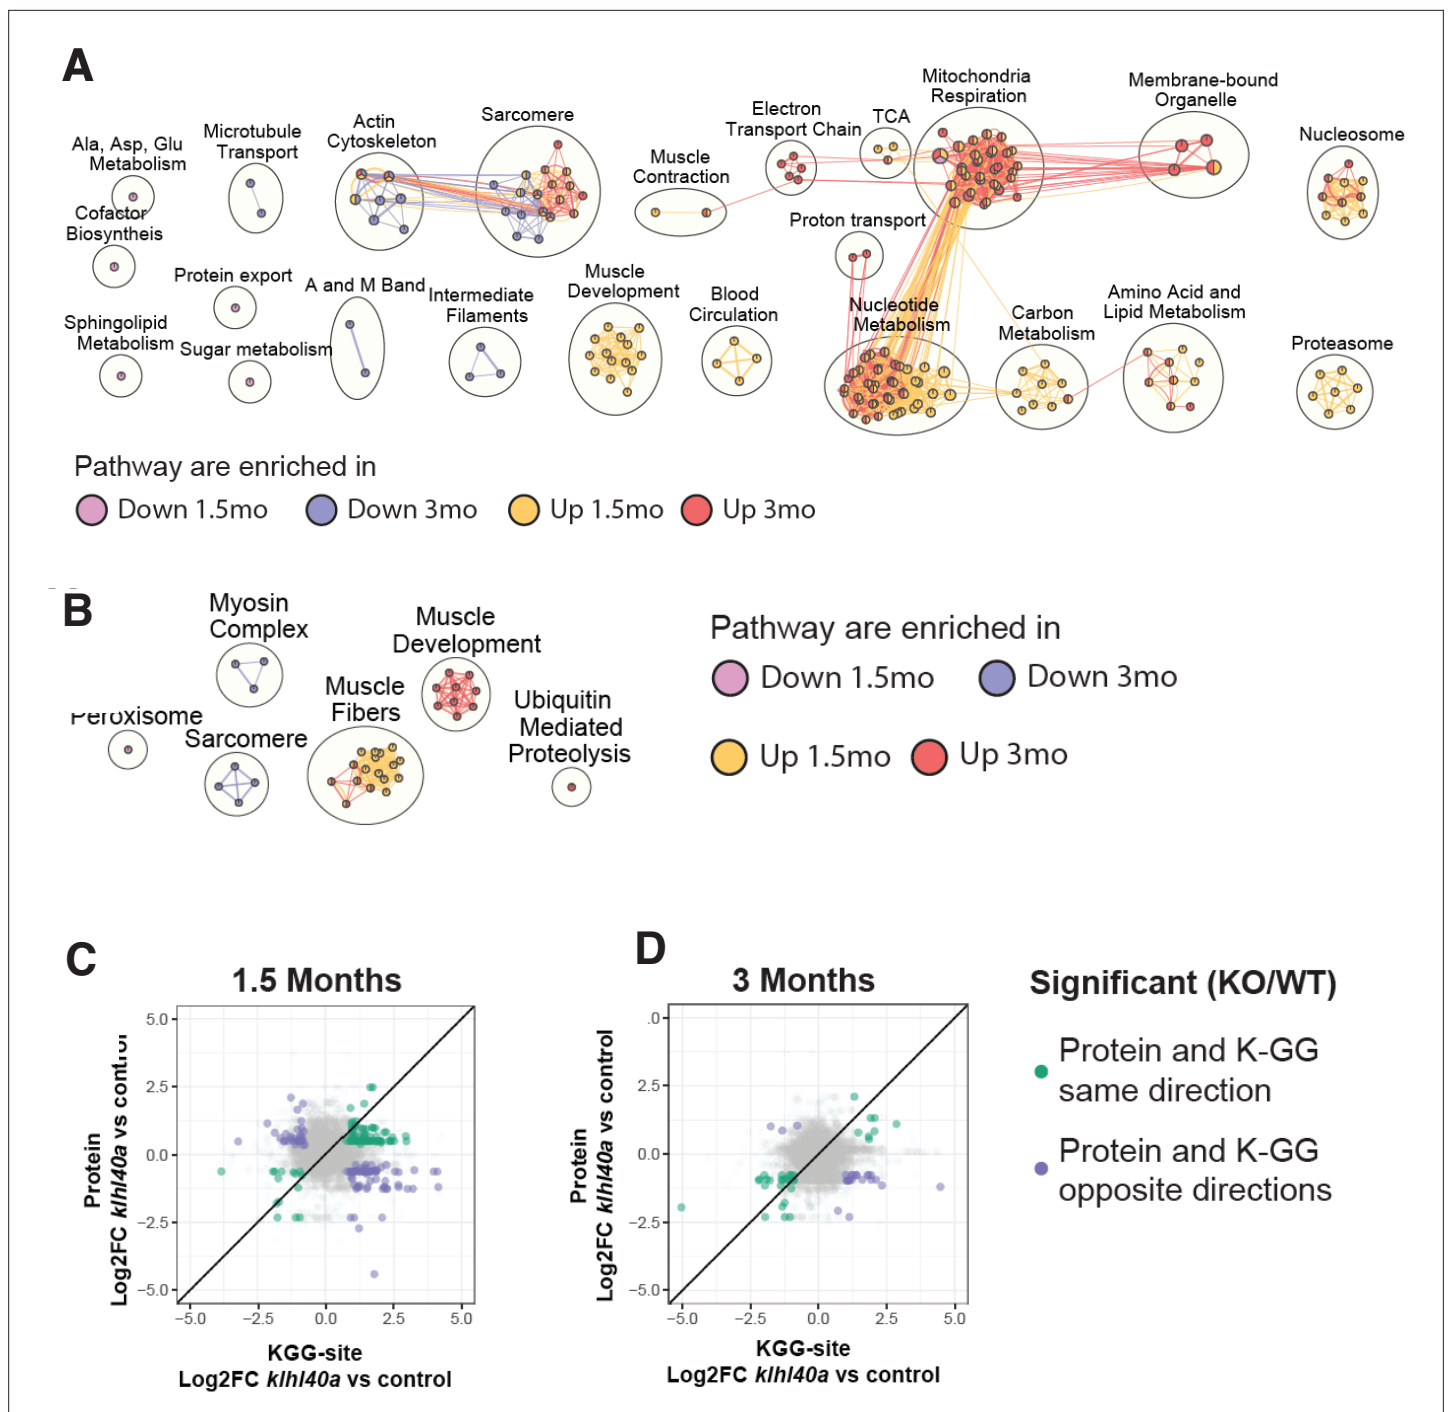 A
Ala, Asp, Glu
Metabolism
Microtubule
Transport
Actin
Cytoskeleton
Sarcomere
Muscle
Contraction
Electron
Transport Chain
TCA
Mitochondria
Respiration
Membrane-bound
Organelle
Nucleosome
Cofactor
Biosyntheis
Proton transport
Protein export
A and M Band
Intermediate
Filaments
Muscle
Development
Blood
Circulation
Nucleotide
Metabolism
Carbon
Metabolism
Amino Acid and
Lipid Metabolism
Sphingolipid
Metabolism
Sugar metabolism
Proteasome
Pathway are enriched in
Down 1.5mo
Down 3mo
Up 1.5mo
Up 3mo
B
Myosin
Complex
Muscle
Development
Muscle
Fibers
Ubiquitin
Mediated
Proteolysis
Peroxisome
Sarcomere
Pathway are enriched in
Down 1.5mo
Down 3mo
Up 1.5mo
Up 3mo
C
1.5 Months
Protein
Log2FC klhl40a vs control
5.0
2.5
0.0
−2.5
−5.0
−5.0 −2.5 0.0 2.5 5.0
KGG-site
Log2FC klhl40a vs control
D
3 Months
Protein
Log2FC klhl40a vs control
.0
2.5
0.0
−2.5
−5.0
−5.0 −2.5 0.0 2.5 5.0
KGG-site
Log2FC klhl40a vs control
Significant (KO/WT)
Protein and K-GG
same direction
Protein and K-GG
opposite directions